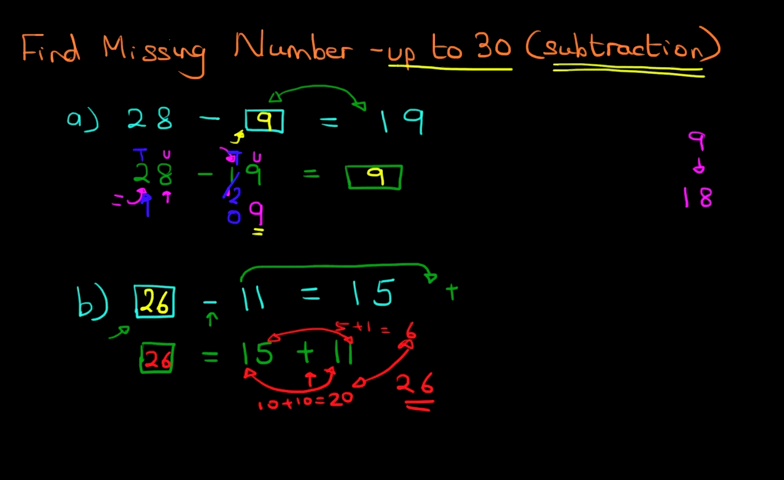 Find Missing Number - up to 30 (subtraction)
a) 28 - 9 = 19
T U T U
28 - 19 = 9
= 1 2
0 9
9
18
b) 26 - 11 = 15 +
5+1 = 6
26 = 15 + 11
10+10=20
26